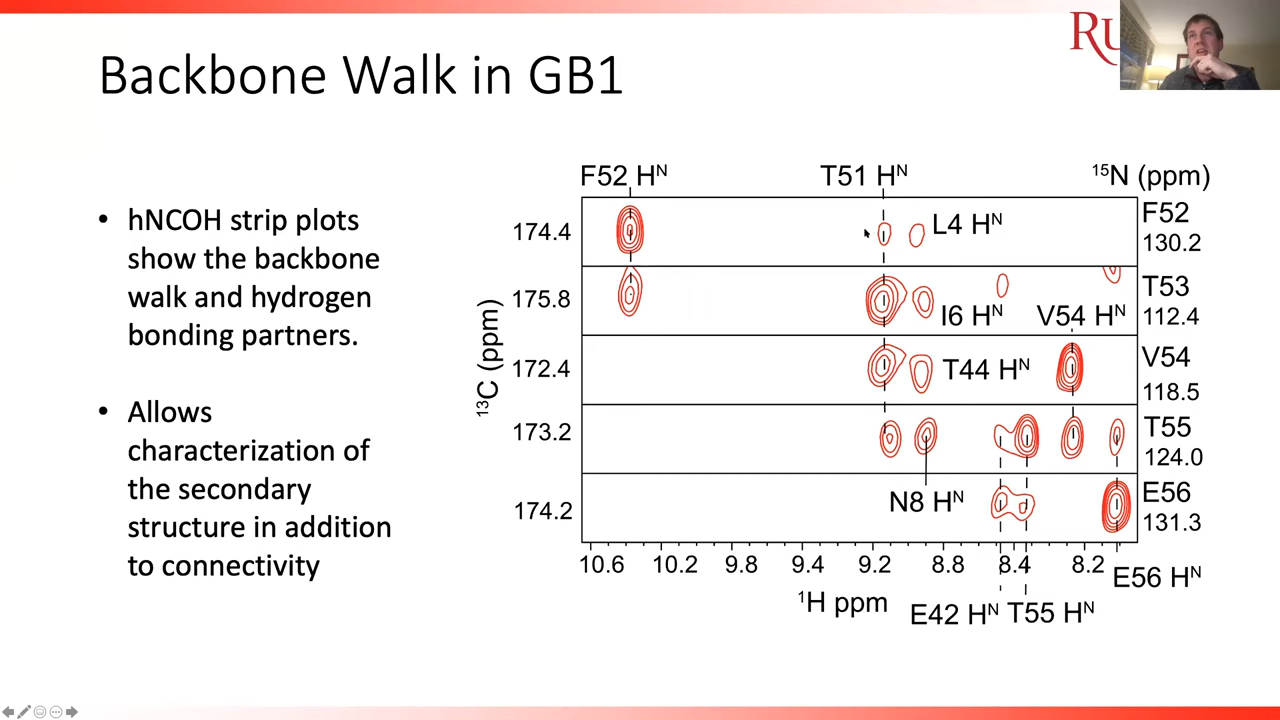 Backbone Walk in GB1
RU
• hNCOH strip plots
show the backbone
walk and hydrogen
bonding partners.
• Allows
characterization of
the secondary
structure in addition
to connectivity
F52 Hᴺ T51 Hᴺ ¹⁵N (ppm)
174.4 L4 Hᴺ F52
130.2
175.8 I6 Hᴺ V54 Hᴺ T53
112.4
172.4 T44 Hᴺ V54
118.5
173.2 T55
124.0
174.2 N8 Hᴺ E56
131.3
¹³C (ppm)
10.6 10.2 9.8 9.4 9.2 8.8 8.4 8.2
E56 Hᴺ
¹H ppm E42 Hᴺ T55 Hᴺ